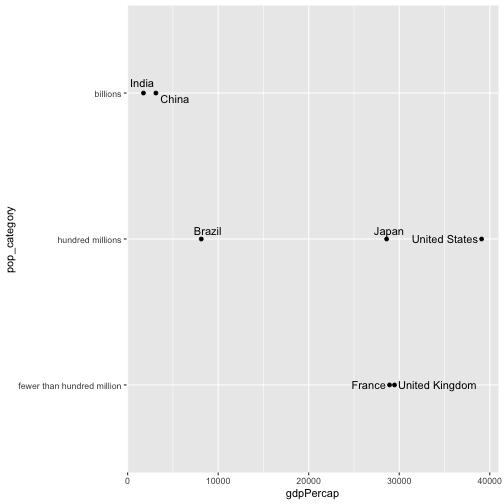 India
China
billions
Brazil
Japan
United States
hundred millions
pop_category
France
United Kingdom
fewer than hundred million
0
10000
20000
30000
40000
gdpPercap